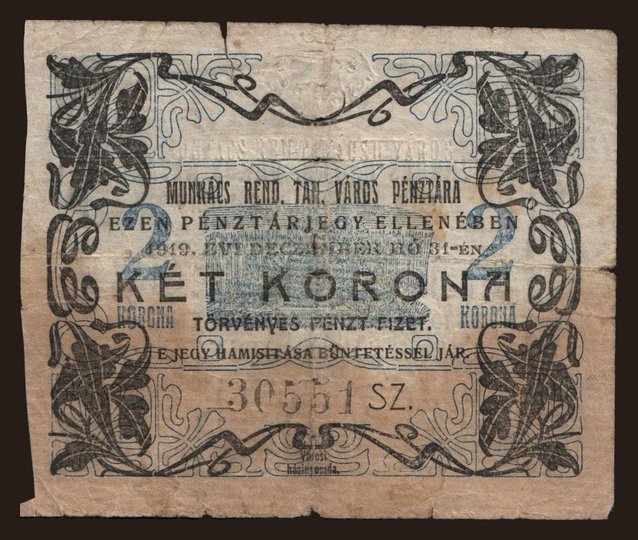 MUNKÁCS REND. TAN. VÁROS PÉNZTÁRA
EZEN PÉNZTÁRJEGY ELLENÉBEN
1919. ÉVI DECZEMBER HÓ 31-ÉN
2 2
KÉT KORONA
KORONA KORONA
TÖRVÉNYES PÉNZT FIZET.
E JEGY HAMISITÁSA BÜNTETÉSSEL JÁR.
30551 SZ.
Városi
házinyomda.